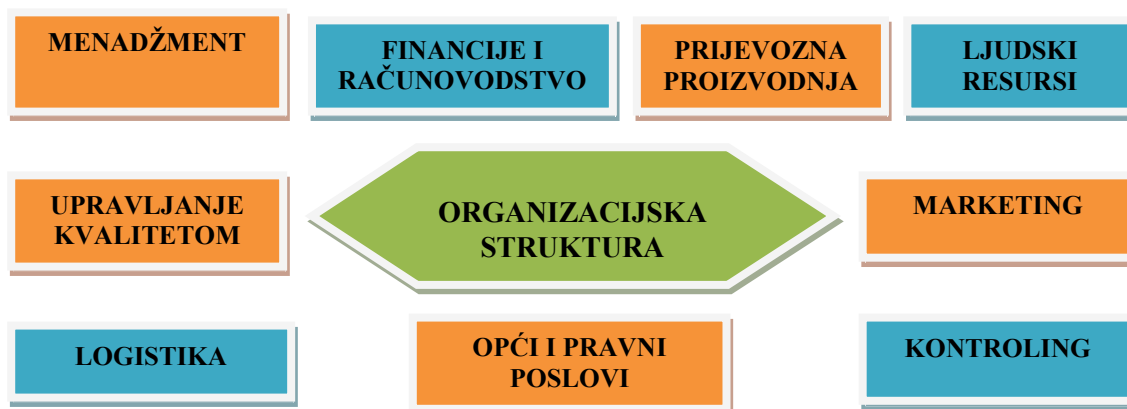 MENADŽMENT
FINANCIJE I
RAČUNOVODSTVO
PRIJEVOZNA
PROIZVODNJA
LJUDSKI
RESURSI
UPRAVLJANJE
KVALITETOM
ORGANIZACIJSKA
STRUKTURA
MARKETING
LOGISTIKA
OPĆI I PRAVNI
POSLOVI
KONTROLING